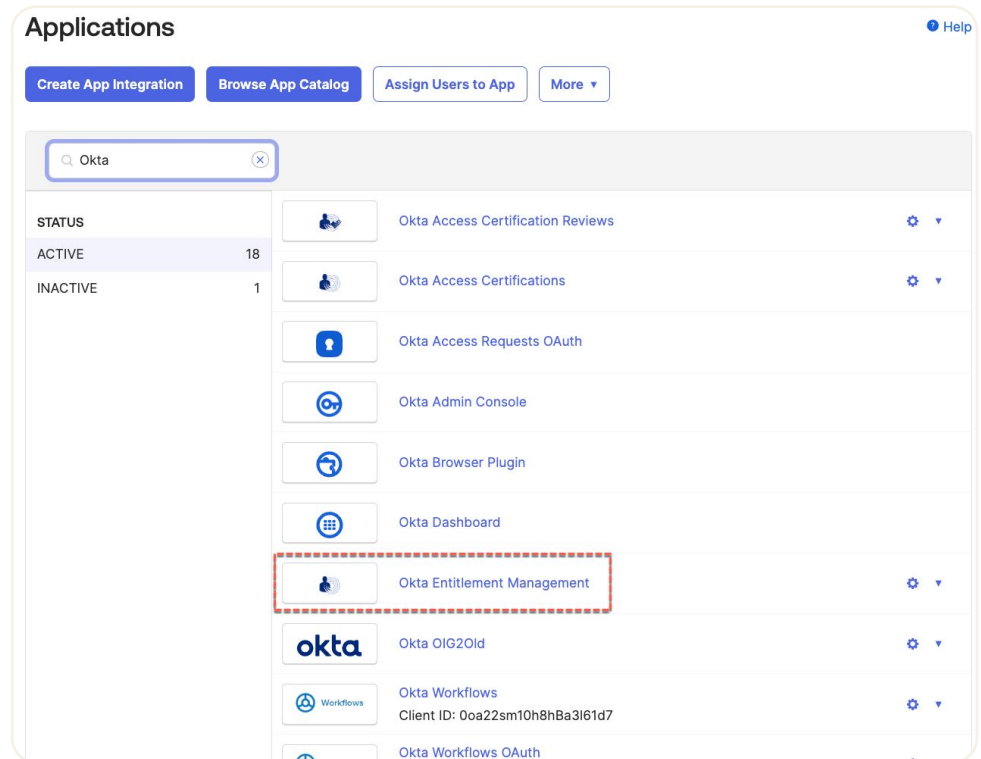 Applications
Help
Create App Integration
Browse App Catalog
Assign Users to App
More
Okta
STATUS
ACTIVE 18
INACTIVE 1
Okta Access Certification Reviews
Okta Access Certifications
Okta Access Requests OAuth
Okta Admin Console
Okta Browser Plugin
Okta Dashboard
Okta Entitlement Management
okta
Okta OIG2Old
Workflows
Okta Workflows
Client ID: 0oa22sm10h8hBa3l61d7
Okta Workflows OAuth